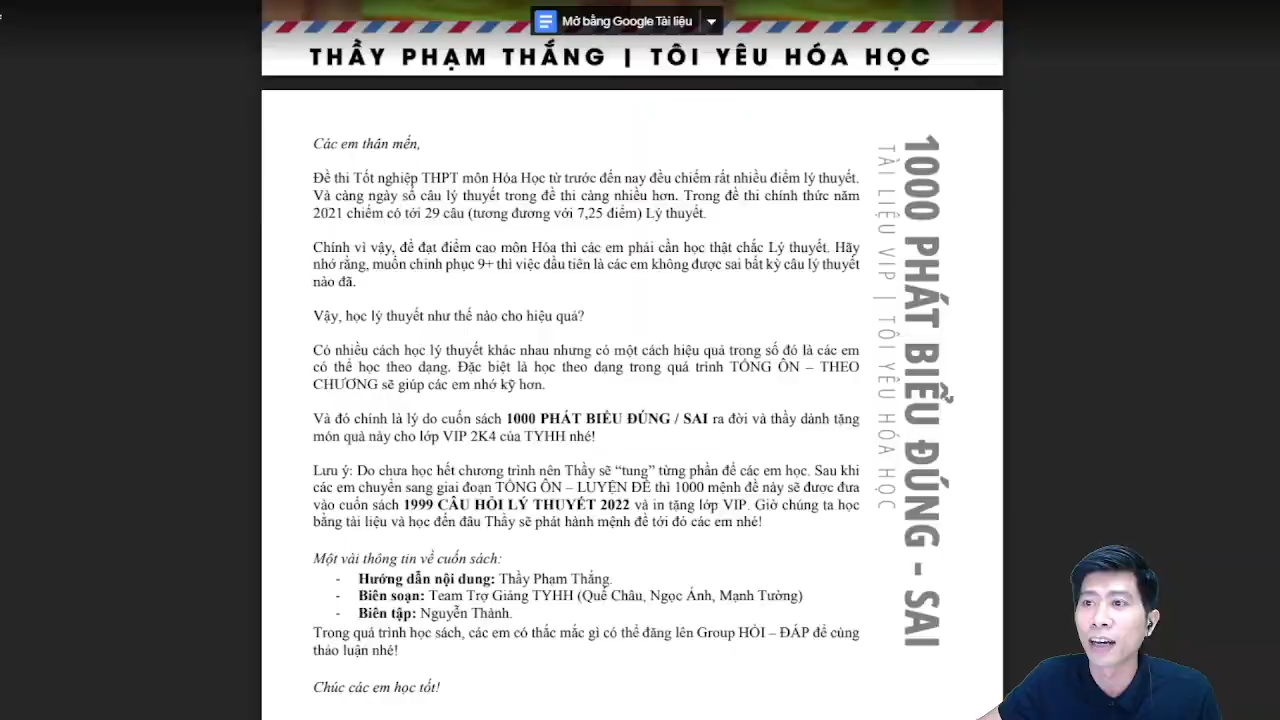 Mở bằng Google Tài liệu
THẦY PHẠM THẮNG | TÔI YÊU HÓA HỌC
Các em thân mến,
Đề thi Tốt nghiệp THPT môn Hóa Học từ trước đến nay đều chiếm rất nhiều điểm lý thuyết.
Và càng ngày số câu lý thuyết trong đề thi càng nhiều hơn. Trong đề thi chính thức năm
2021 chiếm có tới 29 câu (tương đương với 7,25 điểm) Lý thuyết.
Chính vì vậy, để đạt điểm cao môn Hóa thì các em phải cần học thật chắc Lý thuyết. Hãy
nhớ rằng, muốn chinh phục 9+ thì việc đầu tiên là các em không được sai bất kỳ câu lý thuyết
nào đã.
Vậy, học lý thuyết như thế nào cho hiệu quả?
Có nhiều cách học lý thuyết khác nhau nhưng có một cách hiệu quả trong số đó là các em
có thể học theo dạng. Đặc biệt là học theo dạng trong quá trình TỔNG ÔN – THEO
CHƯƠNG sẽ giúp các em nhớ kỹ hơn.
Và đó chính là lý do cuốn sách 1000 PHÁT BIỂU ĐÚNG / SAI ra đời và thầy dành tặng
món quà này cho lớp VIP 2K4 của TYHH nhé!
Lưu ý: Do chưa học hết chương trình nên Thầy sẽ “tung” từng phần để các em học. Sau khi
các em chuyển sang giai đoạn TỔNG ÔN – LUYỆN ĐỀ thì 1000 mệnh đề này sẽ được đưa
vào cuốn sách 1999 CÂU HỎI LÝ THUYẾT 2022 và in tặng lớp VIP. Giờ chúng ta học
bằng tài liệu và học đến đâu Thầy sẽ phát hành mệnh đề tới đó các em nhé!
Một vài thông tin về cuốn sách:
- Hướng dẫn nội dung: Thầy Phạm Thắng.
- Biên soạn: Team Trợ Giảng TYHH (Quế Châu, Ngọc Ánh, Mạnh Tường)
- Biên tập: Nguyễn Thành.
Trong quá trình học sách, các em có thắc mắc gì có thể đăng lên Group HỎI – ĐÁP để cùng
thảo luận nhé!
Chúc các em học tốt!
1000 PHÁT BIỂU ĐÚNG - SAI
TÀI LIỆU VIP | TÔI YÊU HÓA HỌC